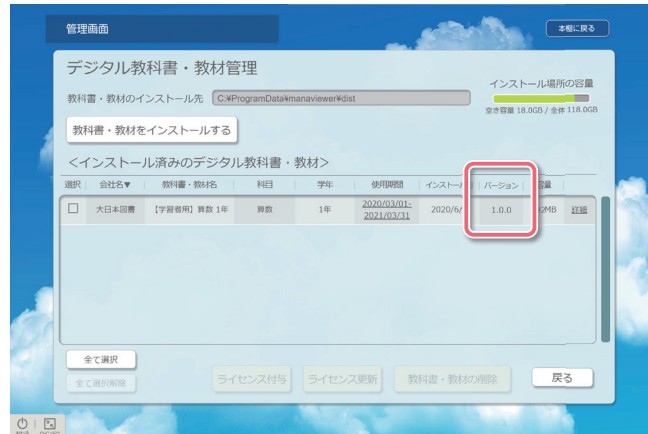 管理画面
本棚に戻る
デジタル教科書・教材管理
インストール場所の容量
教科書・教材のインストール先 C:¥ProgramData¥manaviewer¥dist
空き容量 18.0GB / 全体 118.0GB
教科書・教材をインストールする
<インストール済みのデジタル教科書・教材>
選択 会社名▼ 教科書・教材名 科目 学年 使用期間 インストール バージョン 容量
大日本図書 【学習者用】算数 1年 算数 1年 2020/03/01- 2020/6/ 1.0.0 2MB 詳細
2021/03/31
全て選択
全て選択解除 ライセンス付与 ライセンス更新 教科書・教材の削除 戻る